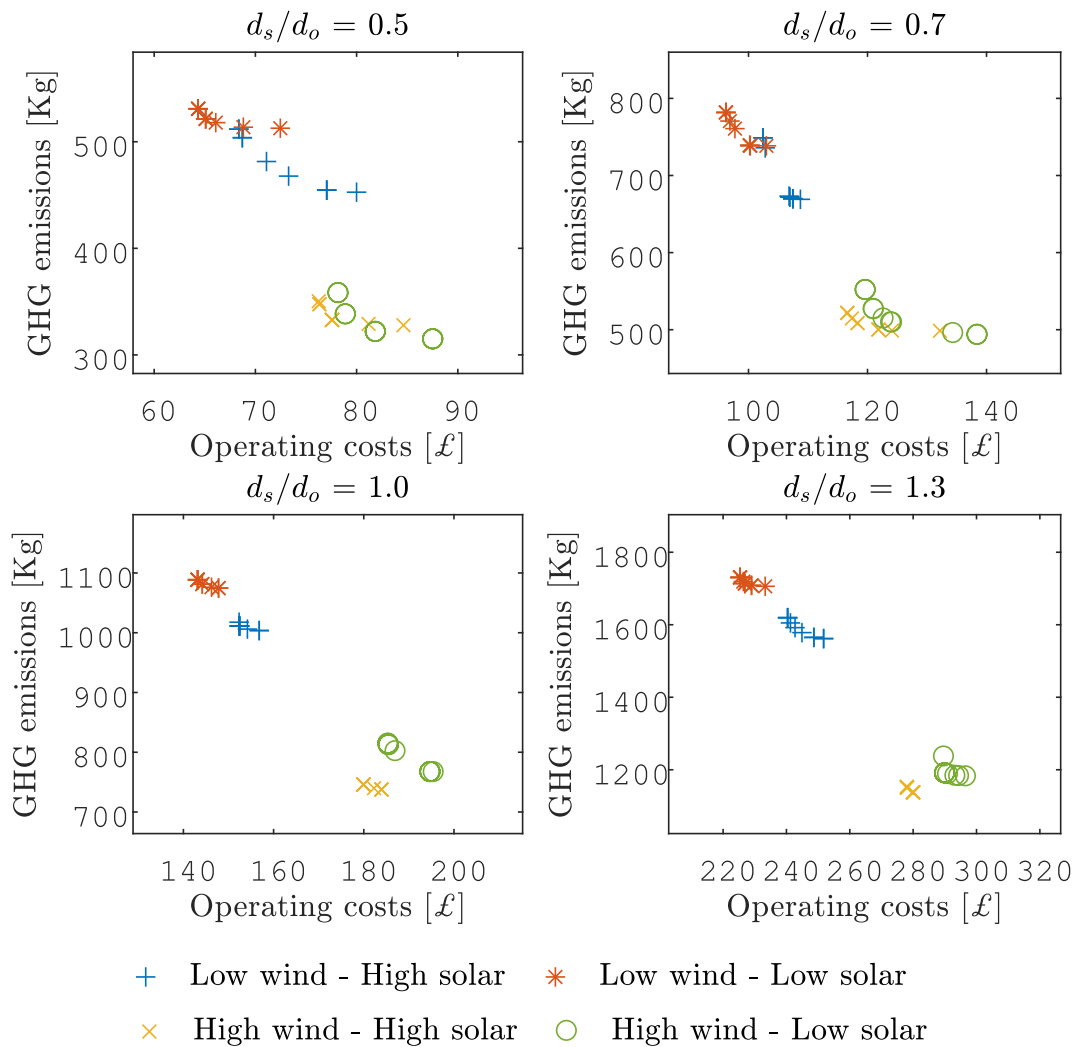 d_s/d_o = 0.5
d_s/d_o = 0.7
GHG emissions [Kg]
500
400
300
60 70 80 90
Operating costs [£]
GHG emissions [Kg]
800
700
600
500
100 120 140
Operating costs [£]
d_s/d_o = 1.0
d_s/d_o = 1.3
GHG emissions [Kg]
1100
1000
900
800
700
140 160 180 200
Operating costs [£]
GHG emissions [Kg]
1800
1600
1400
1200
220 240 260 280 300 320
Operating costs [£]
Low wind - High solar
Low wind - Low solar
High wind - High solar
High wind - Low solar